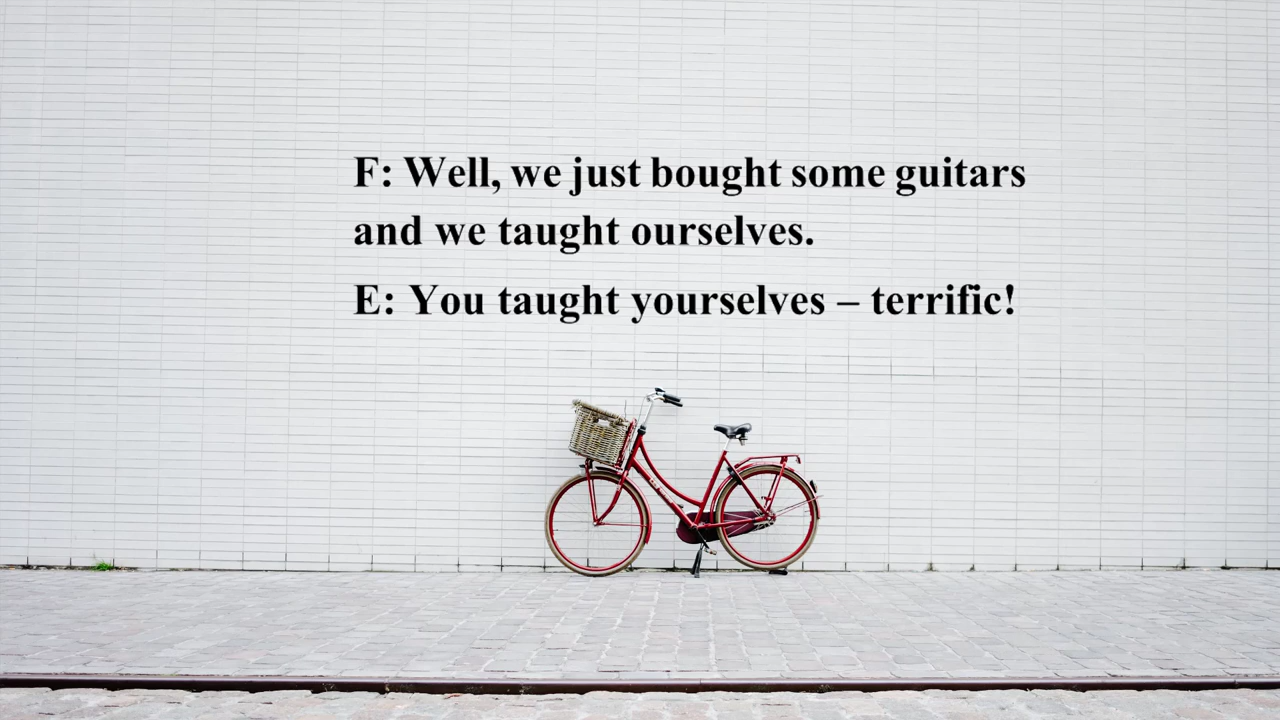 F: Well, we just bought some guitars
and we taught ourselves.
E: You taught yourselves – terrific!